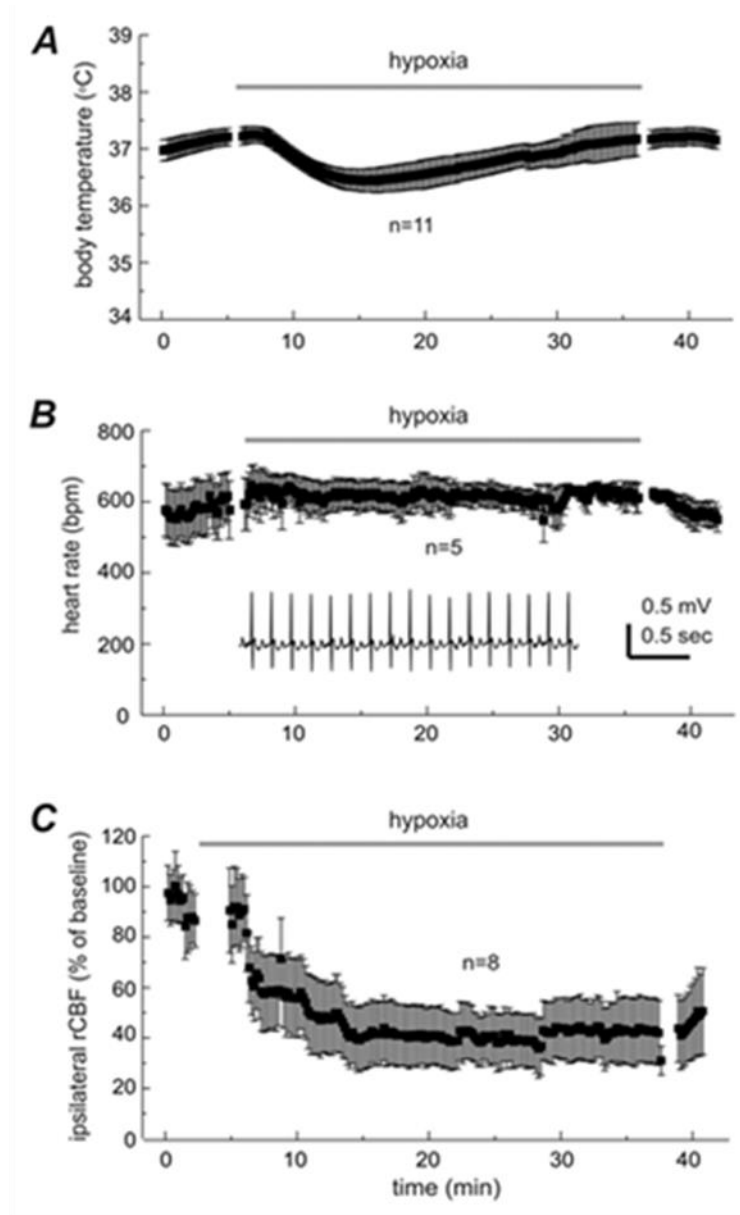 A
39
hypoxia
38
37
36
n=11
35
34
body temperature (°C)
0 10 20 30 40
B
hypoxia
800
600
n=5
400
0.5 mV
0.5 sec
200
0
heart rate (bpm)
0 10 20 30 40
C
hypoxia
120
100
80
n=8
60
40
20
0
ipsilateral rCBF (% of baseline)
0 10 20 30 40
time (min)